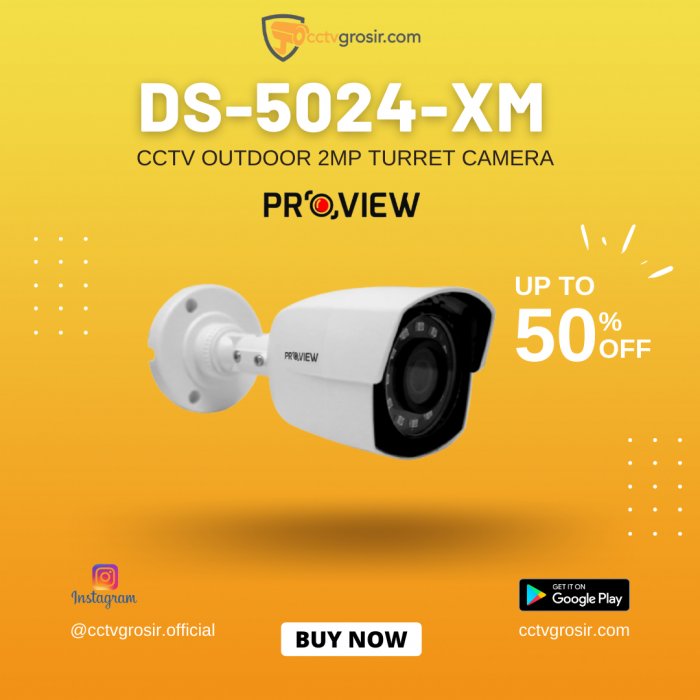 cctvgrosir.com
DS-5024-XM
CCTV OUTDOOR 2MP TURRET CAMERA
PROVIEW
UP TO
50% OFF
PROVIEW
Instagram
@cctvgrosir.official
BUY NOW
GET IT ON
Google Play
cctvgrosir.com